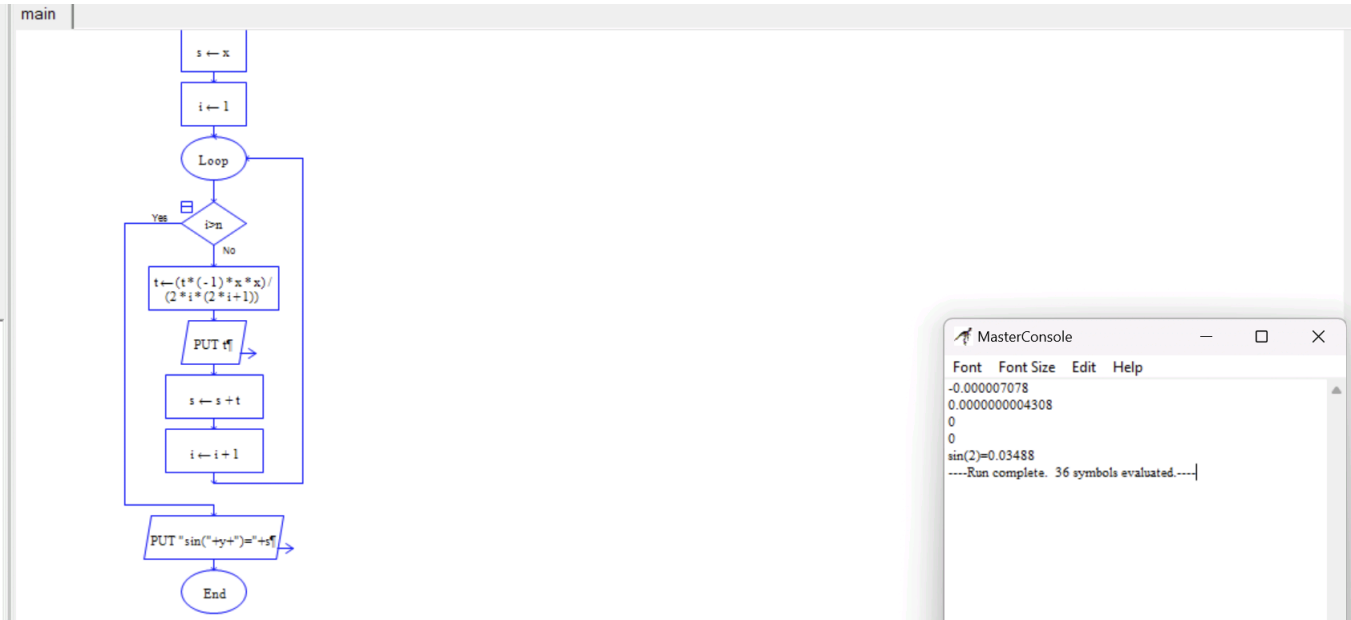 main
s ← x
i ← 1
Loop
Yes
i>n
No
t←(t*(-1)*x*x)/
(2*i*(2*i+1))
PUT t¶
s ← s+t
i ← i+1
PUT "sin("+y+")="+s¶
End
MasterConsole
Font Font Size Edit Help
-0.000007078
0.0000000004308
0
0
sin(2)=0.03488
----Run complete. 36 symbols evaluated.----